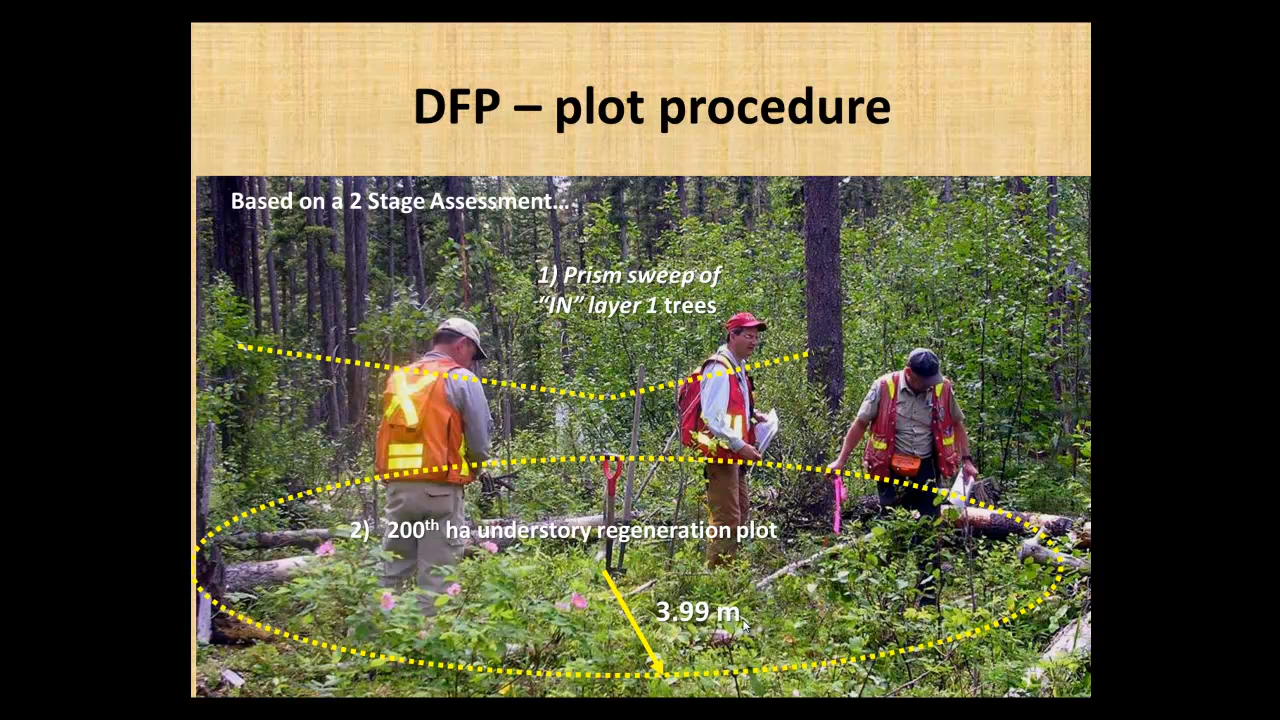 DFP – plot procedure
Based on a 2 Stage Assessment….
1) Prism sweep of
“IN” layer 1 trees
2) 200th ha understory regeneration plot
3.99 m